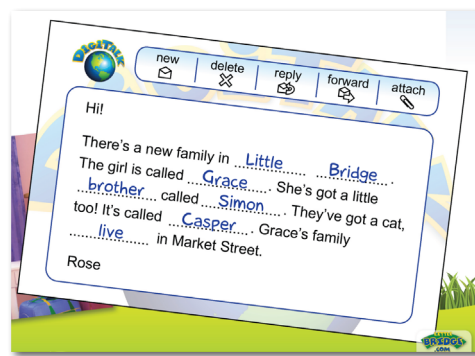 DIGITALK
new delete reply forward attach
Hi!
There's a new family in Little Bridge.
The girl is called Grace. She's got a little
brother called Simon. They've got a cat,
too! It's called Casper. Grace's family
live in Market Street.
Rose
LITTLE
BRIDGE
.COM